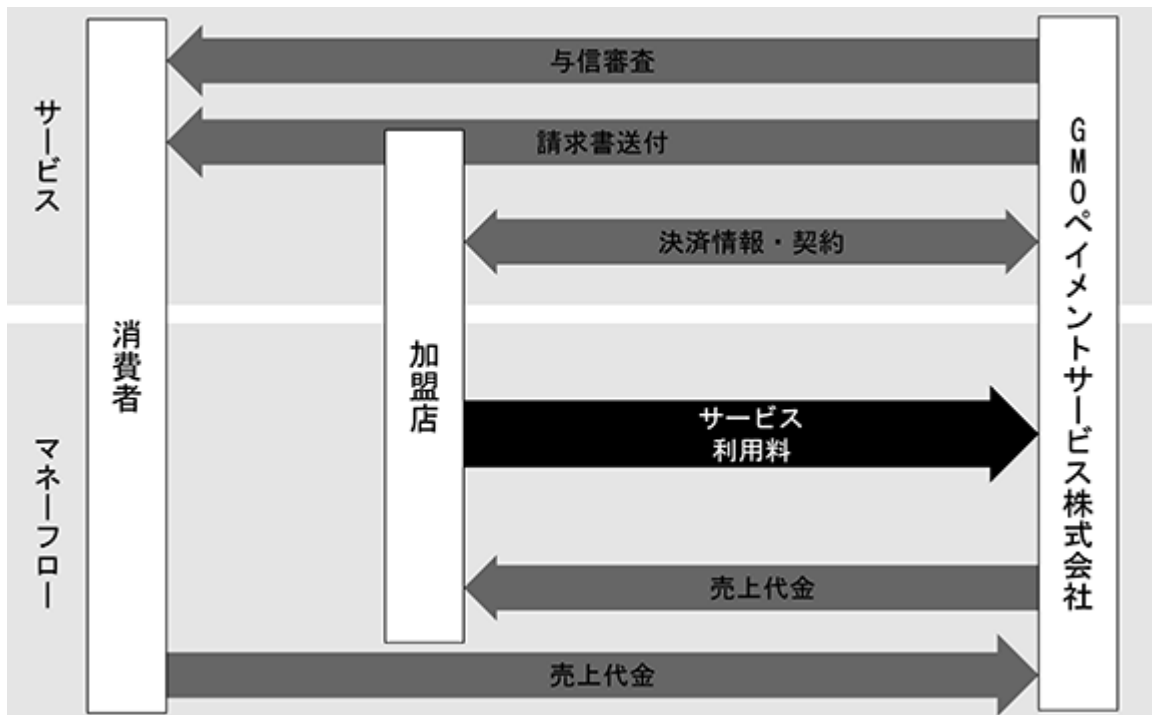 サービス
マネーフロー
消費者
加盟店
GMOペイメントサービス株式会社
与信審査
請求書送付
決済情報・契約
サービス
利用料
売上代金
売上代金